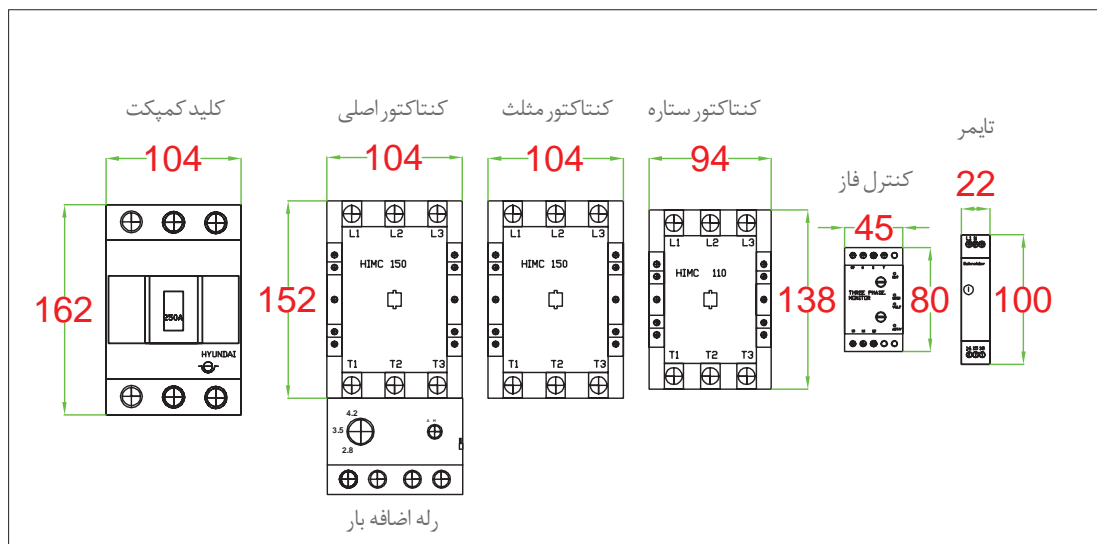 کلید کمپکت
کنتاکتور اصلی
کنتاکتور مثلث
کنتاکتور ستاره
تایمر
کنترل فاز
104
104
104
94
22
45
162
152
138
80
100
250A
HYUNDAI
L1 L2 L3
HIMC 150
T1 T2 T3
L1 L2 L3
HIMC 150
T1 T2 T3
L1 L2 L3
HIMC 110
T1 T2 T3
THREE PHASE
MONITOR
Schneider
4.2
3.5
2.8
رله اضافه بار